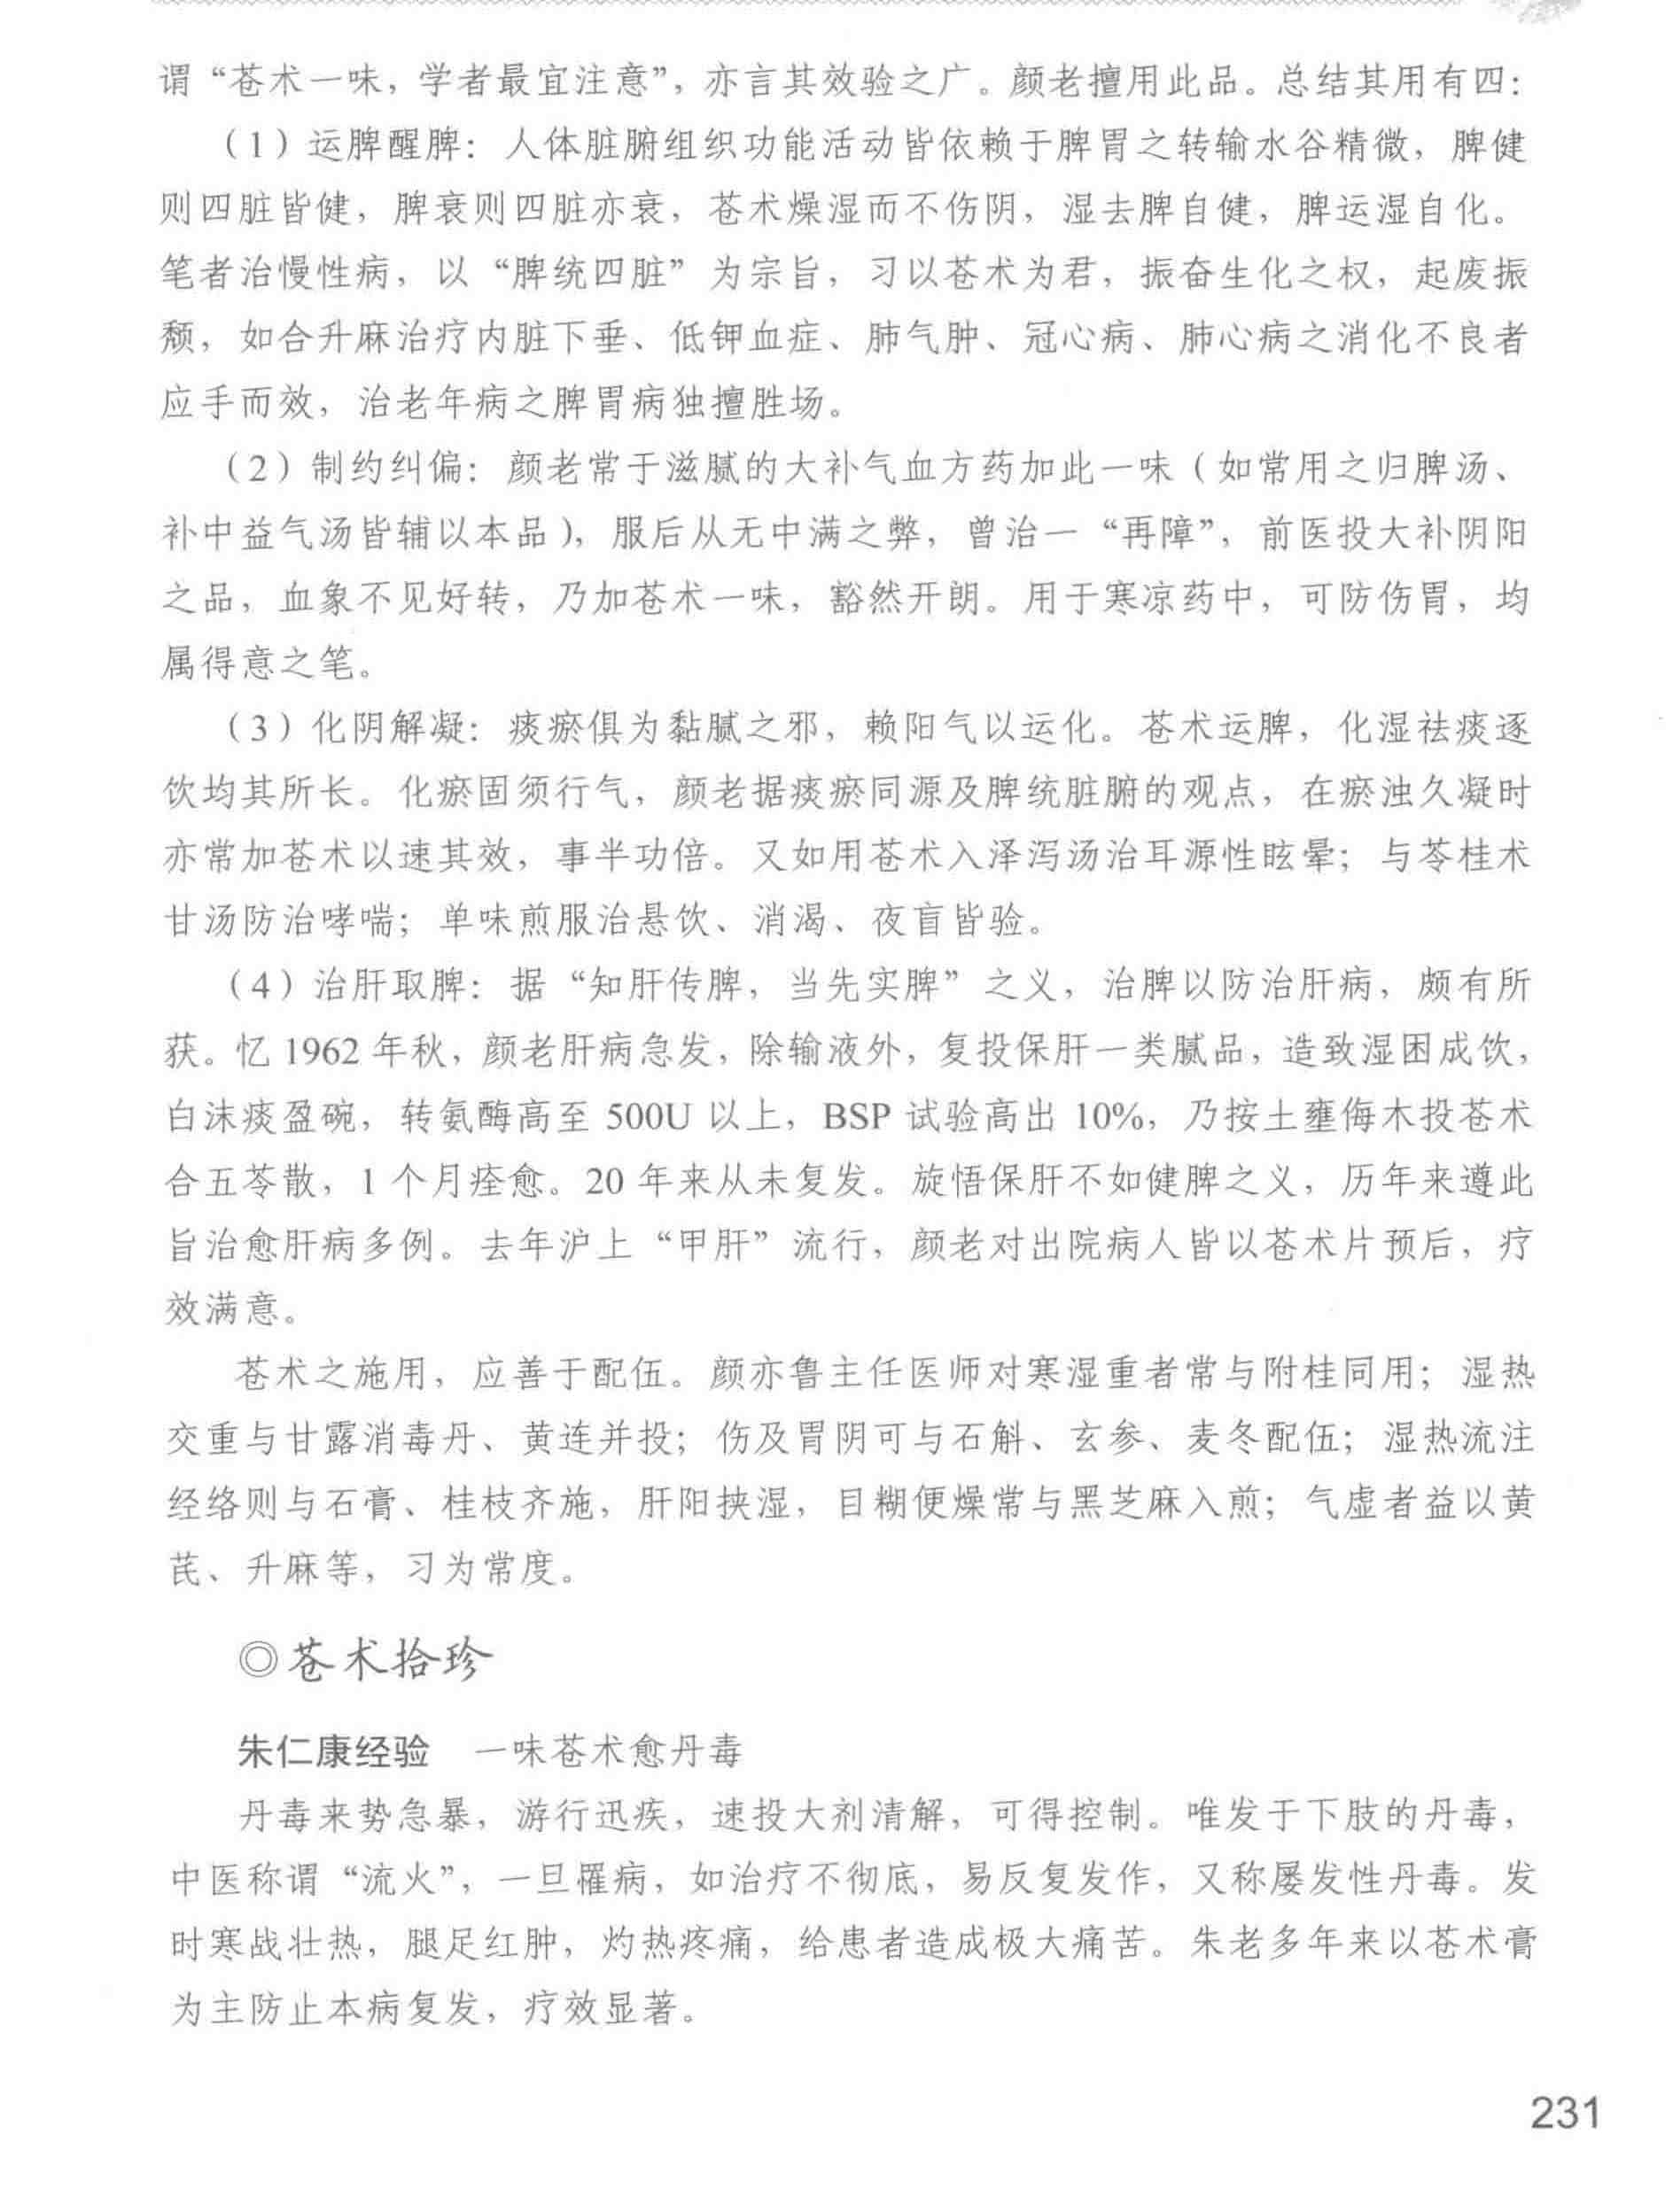 谓“苍术一味，学者最宜注意”，亦言其效验之广。颜老擅用此品。总结其用有四：
（1）运脾醒脾：人体脏腑组织功能活动皆依赖于脾胃之转输水谷精微，脾健
则四脏皆健，脾衰则四脏亦衰，苍术燥湿而不伤阴，湿去脾自健，脾运湿自化。
笔者治慢性病，以“脾统四脏”为宗旨，习以苍术为君，振奋生化之权，起废振
颓，如合升麻治疗内脏下垂、低钾血症、肺气肿、冠心病、肺心病之消化不良者
应手而效，治老年病之脾胃病独擅胜场。
（2）制约纠偏：颜老常于滋腻的大补气血方药加此一味（如常用之归脾汤、
补中益气汤皆辅以本品），服后从无中满之弊，曾治一“再障”，前医投大补阴阳
之品，血象不见好转，乃加苍术一味，豁然开朗。用于寒凉药中，可防伤胃，均
属得意之笔。
（3）化阴解凝：痰瘀俱为黏腻之邪，赖阳气以运化。苍术运脾，化湿祛痰逐
饮均其所长。化瘀固须行气，颜老据痰瘀同源及脾统脏腑的观点，在瘀浊久凝时
亦常加苍术以速其效，事半功倍。又如用苍术入泽泻汤治耳源性眩晕；与苓桂术
甘汤防治哮喘；单味煎服治悬饮、消渴、夜盲皆验。
（4）治肝取脾：据“知肝传脾，当先实脾”之义，治脾以防治肝病，颇有所
获。忆 1962 年秋，颜老肝病急发，除输液外，复投保肝一类腻品，造致湿困成饮，
白沫痰盈碗，转氨酶高至 500U 以上，BSP 试验高出 10%，乃按土壅侮木投苍术
合五苓散，1 个月痊愈。20 年来从未复发。旋悟保肝不如健脾之义，历年来遵此
旨治愈肝病多例。去年沪上“甲肝”流行，颜老对出院病人皆以苍术片预后，疗
效满意。
苍术之施用，应善于配伍。颜亦鲁主任医师对寒湿重者常与附桂同用；湿热
交重与甘露消毒丹、黄连并投；伤及胃阴可与石斛、玄参、麦冬配伍；湿热流注
经络则与石膏、桂枝齐施，肝阳挟湿，目糊便燥常与黑芝麻入煎；气虚者益以黄
芪、升麻等，习为常度。
◎苍术拾珍
朱仁康经验 一味苍术愈丹毒
丹毒来势急暴，游行迅疾，速投大剂清解，可得控制。唯发于下肢的丹毒，
中医称谓“流火”，一旦罹病，如治疗不彻底，易反复发作，又称屡发性丹毒。发
时寒战壮热，腿足红肿，灼热疼痛，给患者造成极大痛苦。朱老多年来以苍术膏
为主防止本病复发，疗效显著。
231